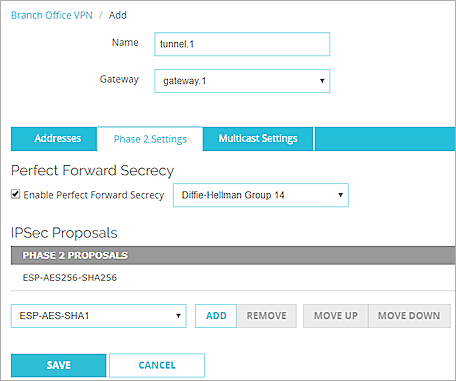 Branch Office VPN / Add
Name tunnel.1
Gateway gateway.1
Addresses Phase 2 Settings Multicast Settings
Perfect Forward Secrecy
Enable Perfect Forward Secrecy Diffie-Hellman Group 14
IPSec Proposals
PHASE 2 PROPOSALS
ESP-AES256-SHA256
ESP-AES-SHA1 ADD REMOVE MOVE UP MOVE DOWN
SAVE CANCEL